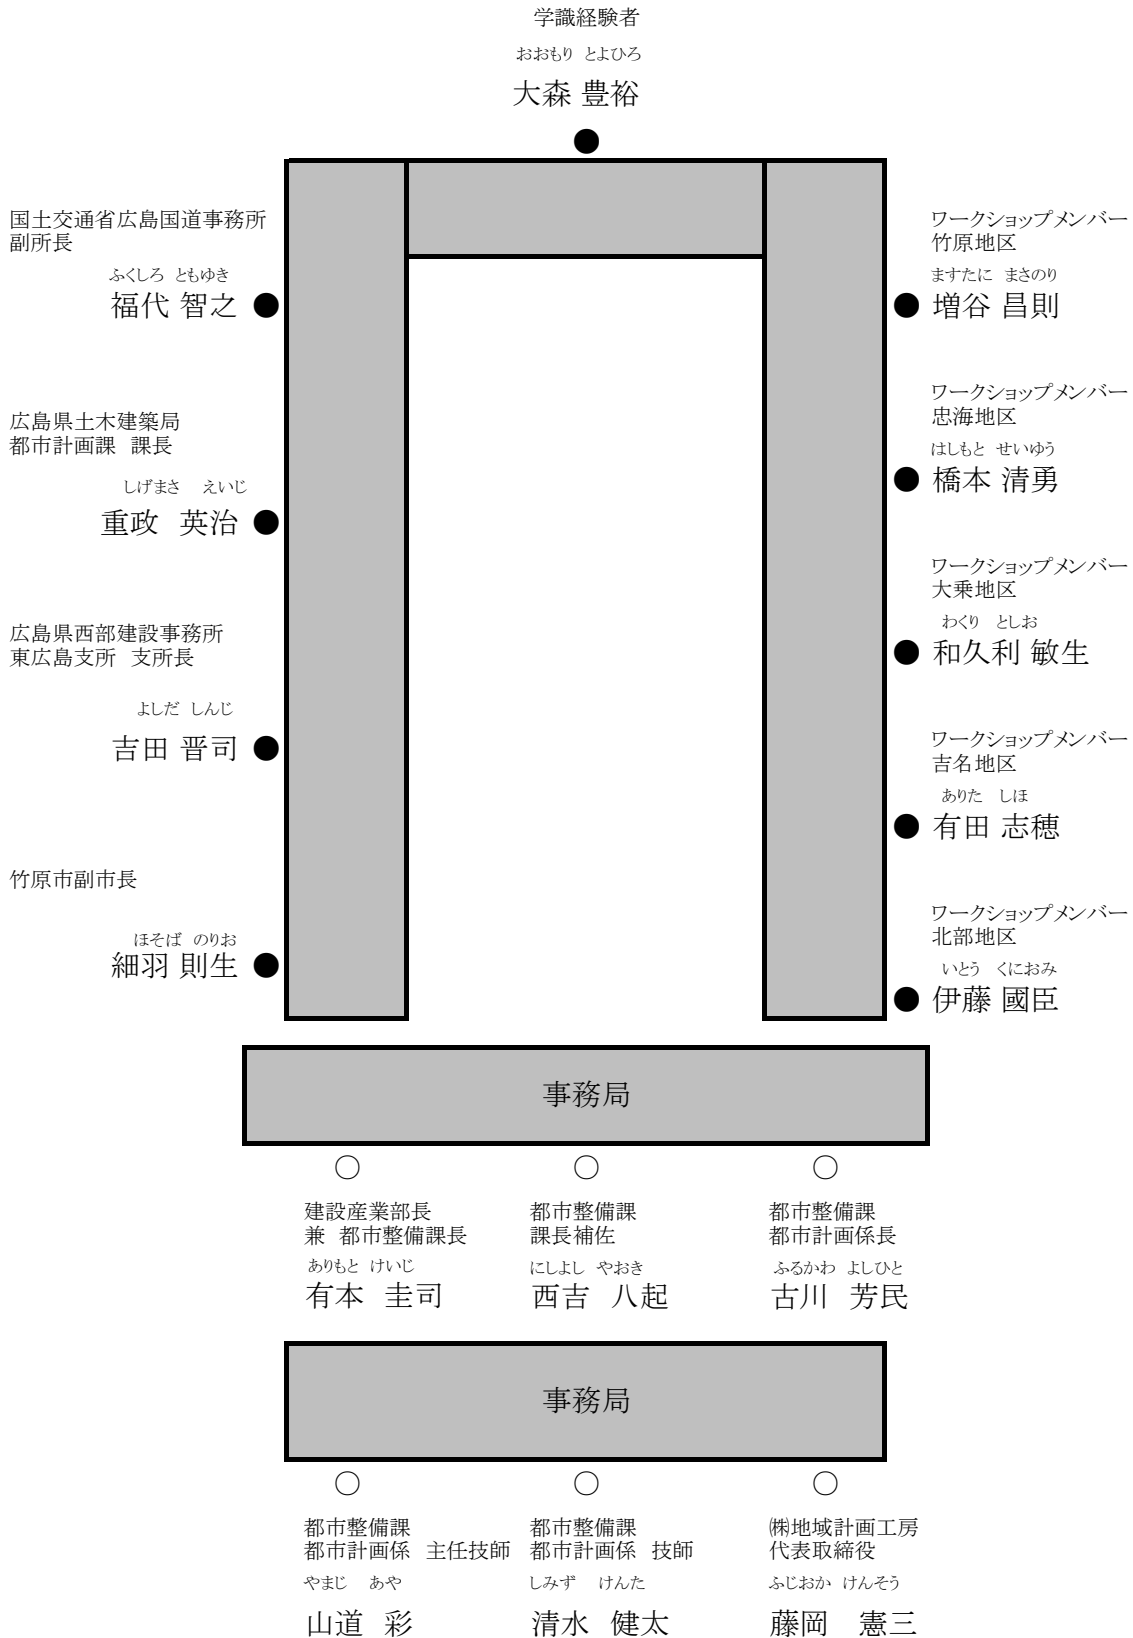 学識経験者
おおもり とよひろ
大森 豊裕
国土交通省広島国道事務所
副所長
ふくしろ ともゆき
福代 智之
広島県土木建築局
都市計画課 課長
しげまさ えいじ
重政 英治
広島県西部建設事務所
東広島支所 支所長
よしだ しんじ
吉田 晋司
竹原市副市長
ほそば のりお
細羽 則生
ワークショップメンバー
竹原地区
ますたに まさのり
増谷 昌則
ワークショップメンバー
忠海地区
はしもと せいゆう
橋本 清勇
ワークショップメンバー
大乗地区
わくり としお
和久利 敏生
ワークショップメンバー
吉名地区
ありた しほ
有田 志穂
ワークショップメンバー
北部地区
いとう くにおみ
伊藤 國臣
事務局
建設産業部長
兼 都市整備課長
ありもと けいじ
有本 圭司
都市整備課
課長補佐
にしよし やおき
西吉 八起
都市整備課
都市計画係長
ふるかわ よしひと
古川 芳民
事務局
都市整備課
都市計画係 主任技師
やまじ あや
山道 彩
都市整備課
都市計画係 技師
しみず けんた
清水 健太
㈱地域計画工房
代表取締役
ふじおか けんそう
藤岡 憲三